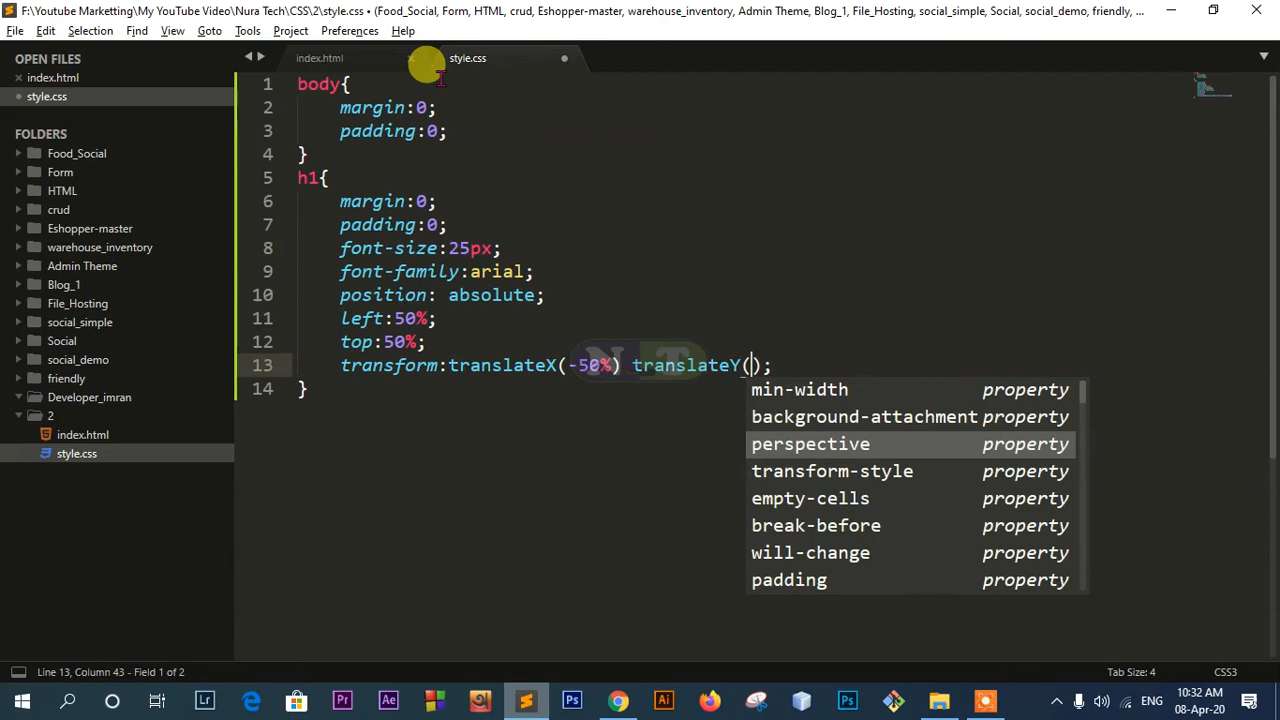 F:\Youtube Marketting\My YouTube Video\Nura Tech\CSS\2\style.css • (Food_Social, Form, HTML, crud, Eshopper-master, warehouse_inventory, Admin Theme, Blog_1, File_Hosting, social_simple, Social, social_demo, friendly, ...
File Edit Selection Find View Goto Tools Project Preferences Help
OPEN FILES
index.html
style.css
FOLDERS
Food_Social
Form
HTML
crud
Eshopper-master
warehouse_inventory
Admin Theme
Blog_1
File_Hosting
social_simple
Social
social_demo
friendly
Developer_imran
2
index.html
style.css
index.html style.css
1 body{
2 margin:0;
3 padding:0;
4 }
5 h1{
6 margin:0;
7 padding:0;
8 font-size:25px;
9 font-family:arial;
10 position: absolute;
11 left:50%;
12 top:50%;
13 transform:translateX(-50%) translateY();
14 }
NT
min-width property
background-attachment property
perspective property
transform-style property
empty-cells property
break-before property
will-change property
padding property
Line 13, Column 43 - Field 1 of 2 Tab Size: 4 CSS3
Lr Pr Ae Ps Ai Ps ENG
10:32 AM
08-Apr-20